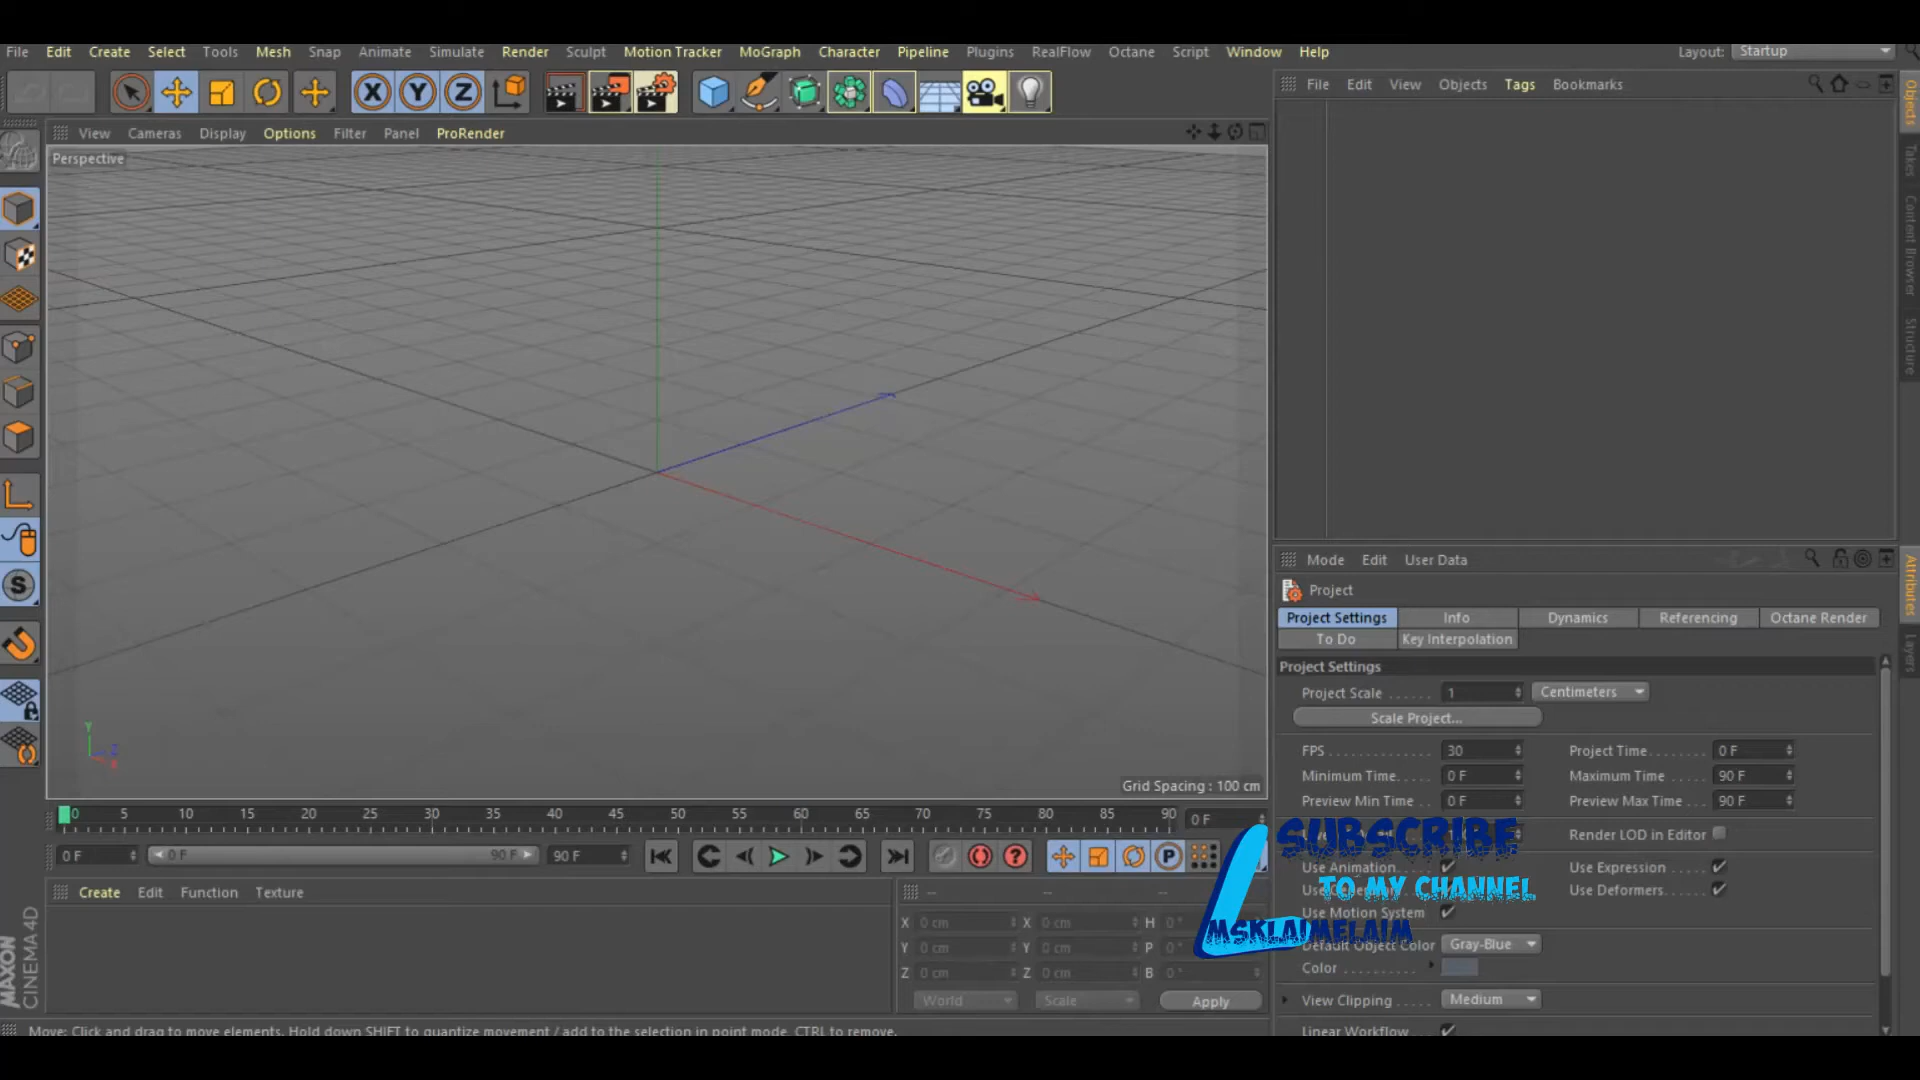 File Edit Create Select Tools Mesh Snap Animate Simulate Render Sculpt Motion Tracker MoGraph Character Pipeline Plugins RealFlow Octane Script Window Help Layout: Startup
X Y Z
File Edit View Objects Tags Bookmarks
View Cameras Display Options Filter Panel ProRender
Perspective
Objects
Takes
Content Browser
Structure
S
Y
Z
Grid Spacing : 100 cm
Mode Edit User Data
Project
Project Settings Info Dynamics Referencing Octane Render
To Do Key Interpolation
Attributes
Layers
Project Settings
Project Scale ...... 1 Centimeters
Scale Project...
FPS 30 Project Time 0 F
Minimum Time 0 F Maximum Time 90 F
Preview Min Time 0 F Preview Max Time 90 F
Render LOD in Editor
Use Animation Use Expression
Use Deformers
Use Motion System
Default Object Color Gray-Blue
Color
View Clipping Medium
Linear Workflow
0 5 10 15 20 25 30 35 40 45 50 55 60 65 70 75 80 85 90 0 F
0 F 0 F 90 F 90 F P
SUBSCRIBE
TO MY CHANNEL
MSKLAIMELAIM
Create Edit Function Texture
-- -- --
X 0 cm X 0 cm H 0 °
Y 0 cm Y 0 cm P 0 °
Z 0 cm Z 0 cm B 0 °
World Scale Apply
MAXON
CINEMA 4D
Move: Click and drag to move elements. Hold down SHIFT to quantize movement / add to the selection in point mode, CTRL to remove.